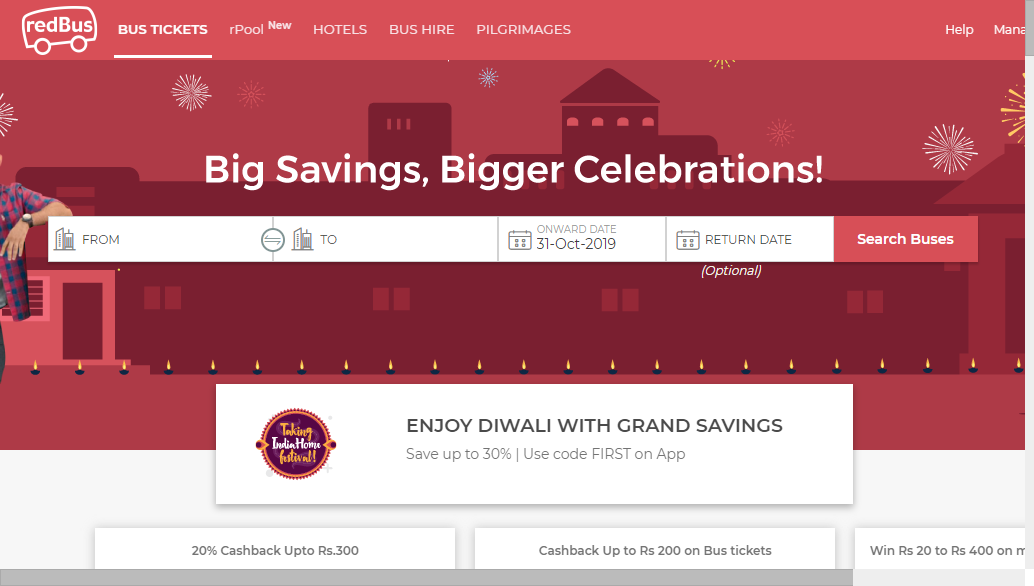 redBus
BUS TICKETS
rPool New
HOTELS
BUS HIRE
PILGRIMAGES
Help
Mana
Big Savings, Bigger Celebrations!
FROM
TO
ONWARD DATE
31-Oct-2019
RETURN DATE
Search Buses
(Optional)
Taking
India Home
festival!
ENJOY DIWALI WITH GRAND SAVINGS
Save up to 30% | Use code FIRST on App
20% Cashback Upto Rs.300
Cashback Up to Rs 200 on Bus tickets
Win Rs 20 to Rs 400 on m